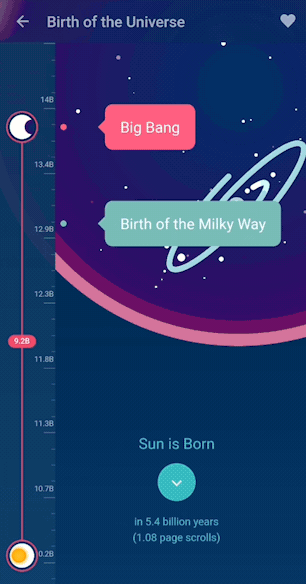 Birth of the Universe
14B
Big Bang
13.4B
12.9B
Birth of the Milky Way
12.3B
9.2B
11.8B
11.3B
Sun is Born
10.7B
in 5.4 billion years
(1.08 page scrolls)
0.2B